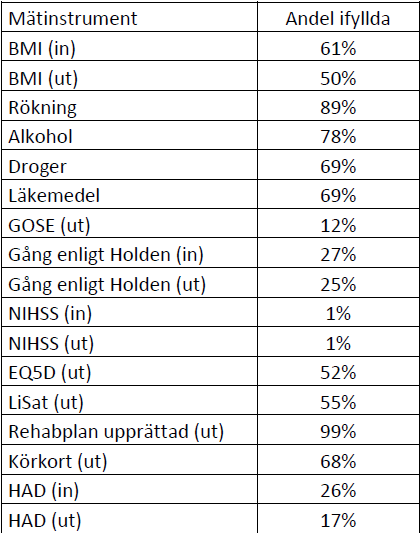 Mätinstrument Andel ifyllda
BMI (in) 61%
BMI (ut) 50%
Rökning 89%
Alkohol 78%
Droger 69%
Läkemedel 69%
GOSE (ut) 12%
Gång enligt Holden (in) 27%
Gång enligt Holden (ut) 25%
NIHSS (in) 1%
NIHSS (ut) 1%
EQ5D (ut) 52%
LiSat (ut) 55%
Rehabplan upprättad (ut) 99%
Körkort (ut) 68%
HAD (in) 26%
HAD (ut) 17%